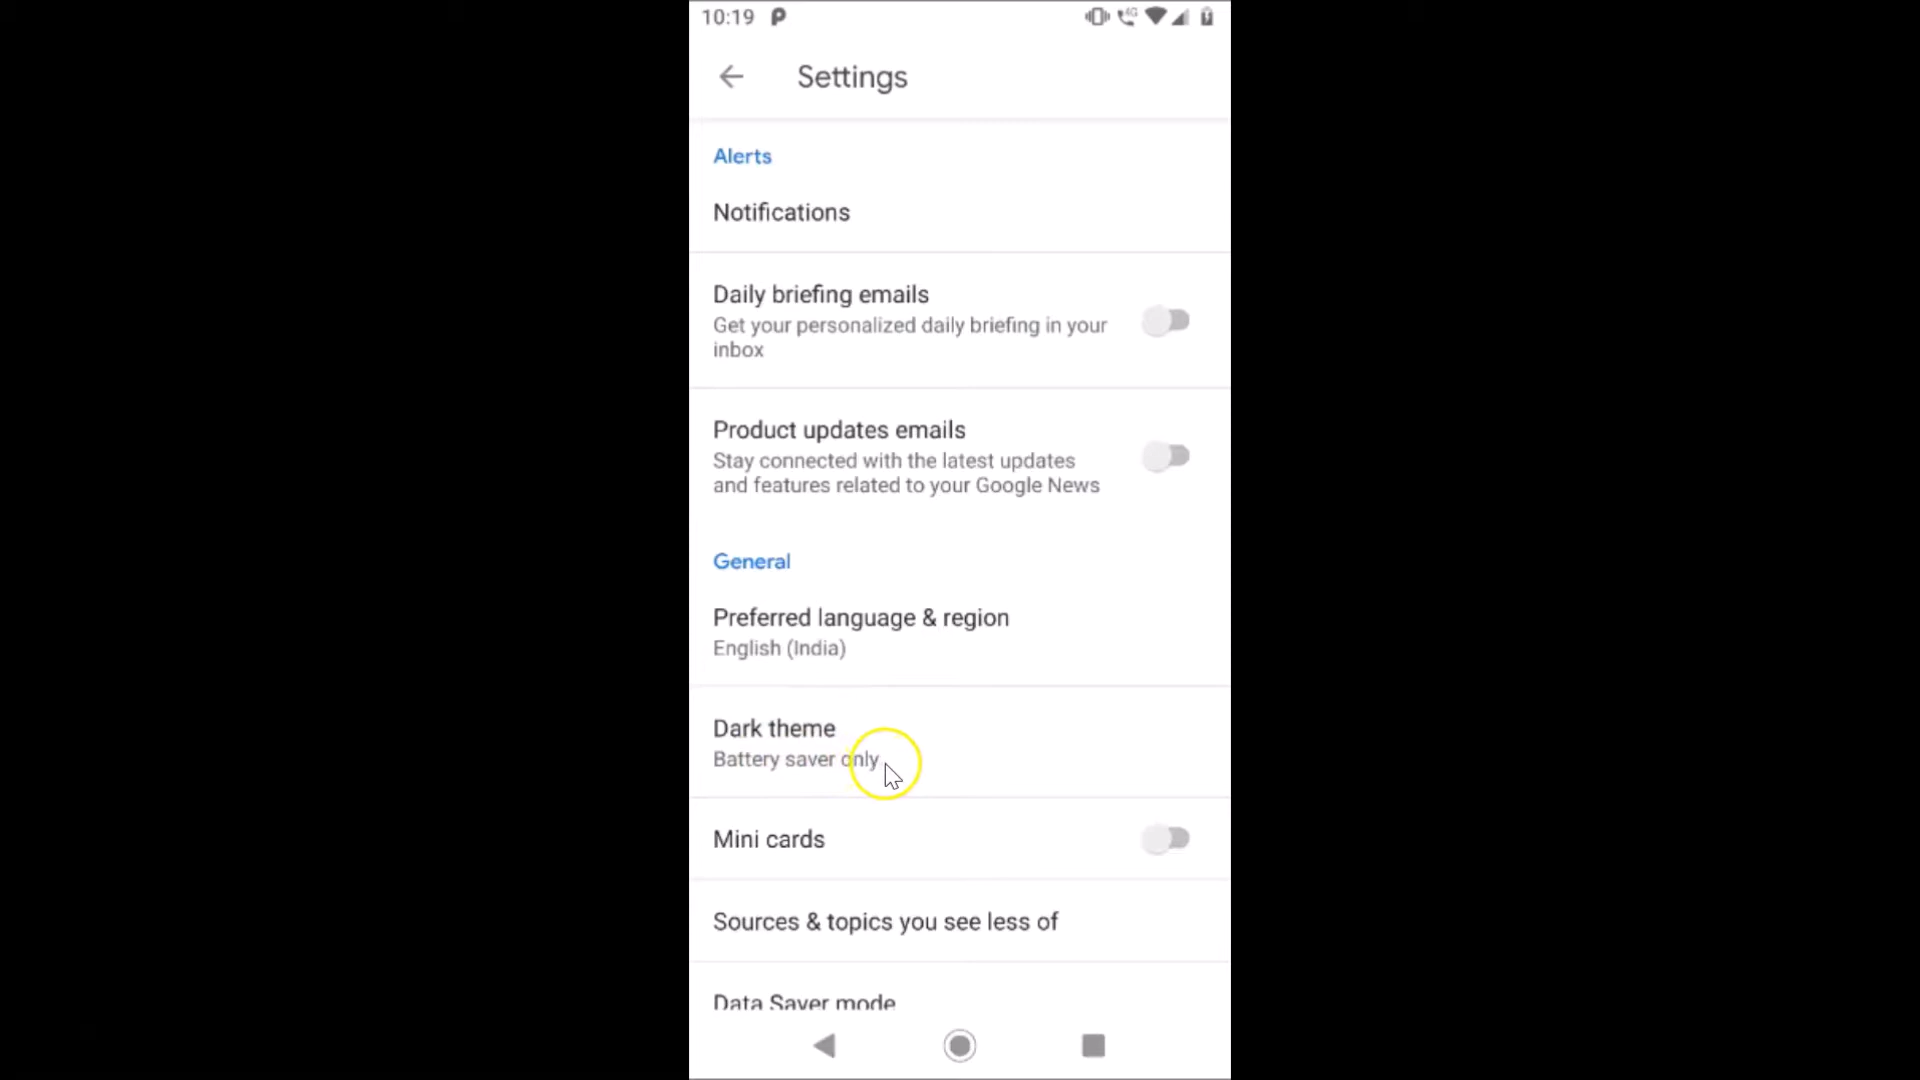 10:19
4G
Settings
Alerts
Notifications
Daily briefing emails
Get your personalized daily briefing in your
inbox
Product updates emails
Stay connected with the latest updates
and features related to your Google News
General
Preferred language & region
English (India)
Dark theme
Battery saver only
Mini cards
Sources & topics you see less of
Data Saver mode